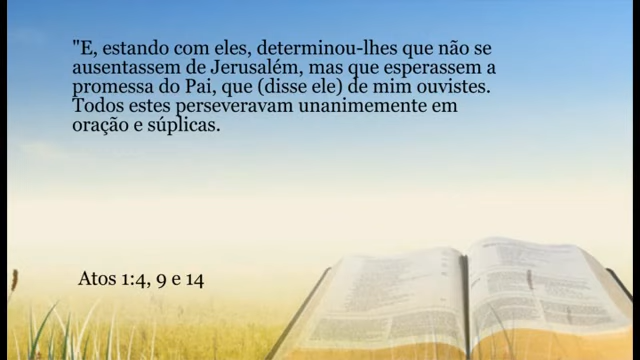 "E, estando com eles, determinou-lhes que não se
ausentassem de Jerusalém, mas que esperassem a
promessa do Pai, que (disse ele) de mim ouvistes.
Todos estes perseveravam unanimemente em
oração e súplicas.
Atos 1:4, 9 e 14